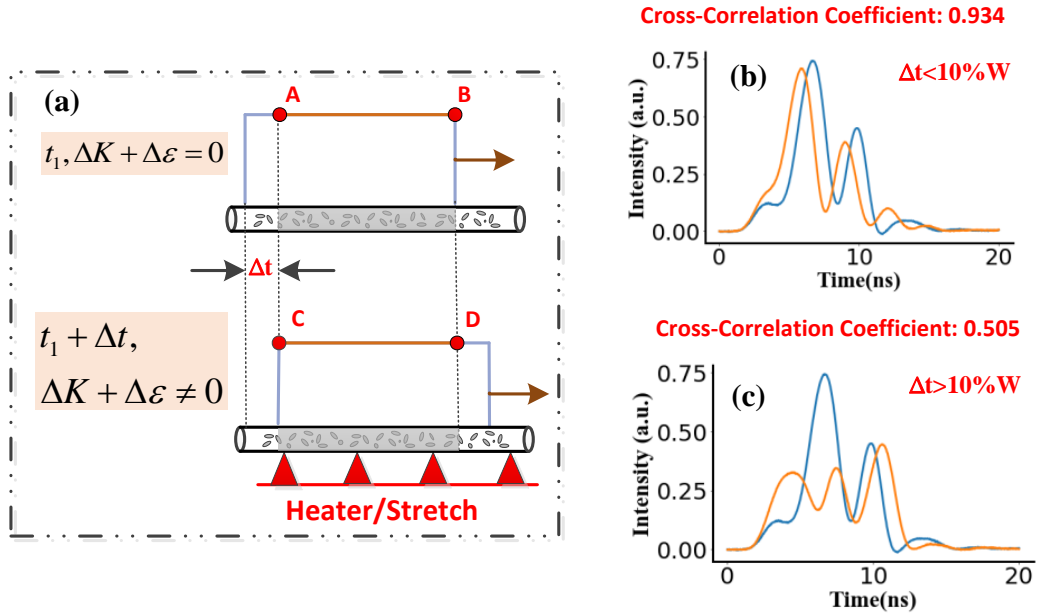 (a)
A
B
t₁, ΔK + Δε = 0
Δt
C
D
t₁ + Δt,
ΔK + Δε ≠ 0
Heater/Stretch
Cross-Correlation Coefficient: 0.934
(b)
Δt<10%W
0.75
0.50
0.25
0.00
Intensity (a.u.)
0
10
20
Time(ns)
Cross-Correlation Coefficient: 0.505
(c)
Δt>10%W
0.75
0.50
0.25
0.00
Intensity (a.u.)
0
10
20
Time(ns)